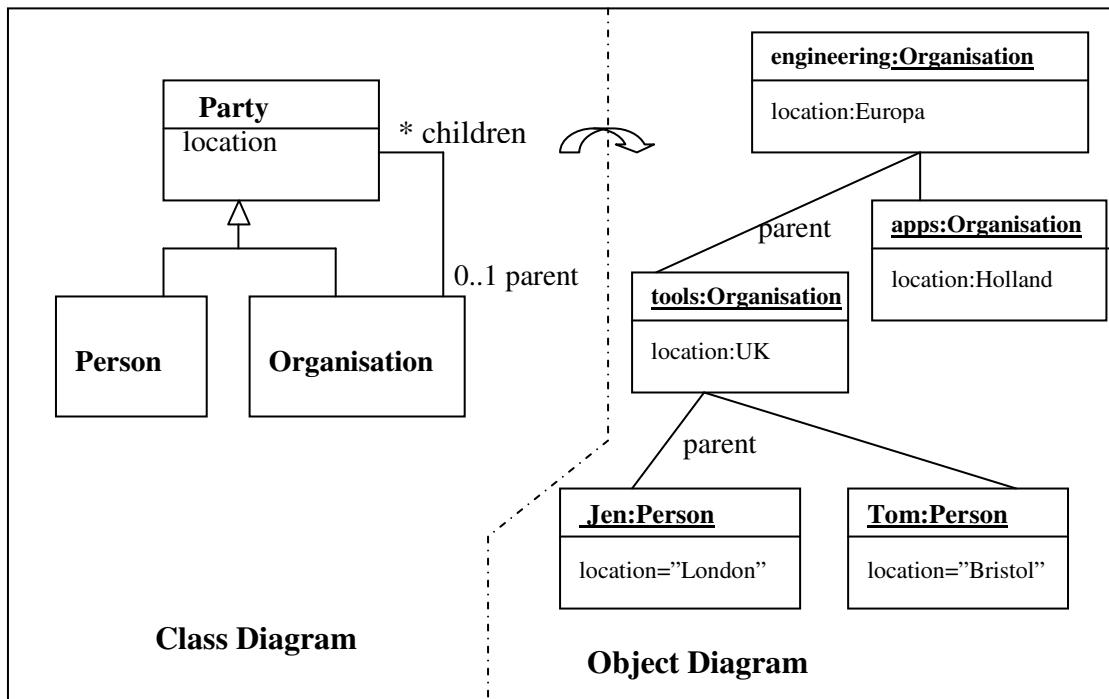 Party
location
* children
0..1 parent
Person
Organisation
Class Diagram
engineering:Organisation
location:Europa
parent
apps:Organisation
location:Holland
tools:Organisation
location:UK
parent
Jen:Person
location=”London”
Tom:Person
location=”Bristol”
Object Diagram